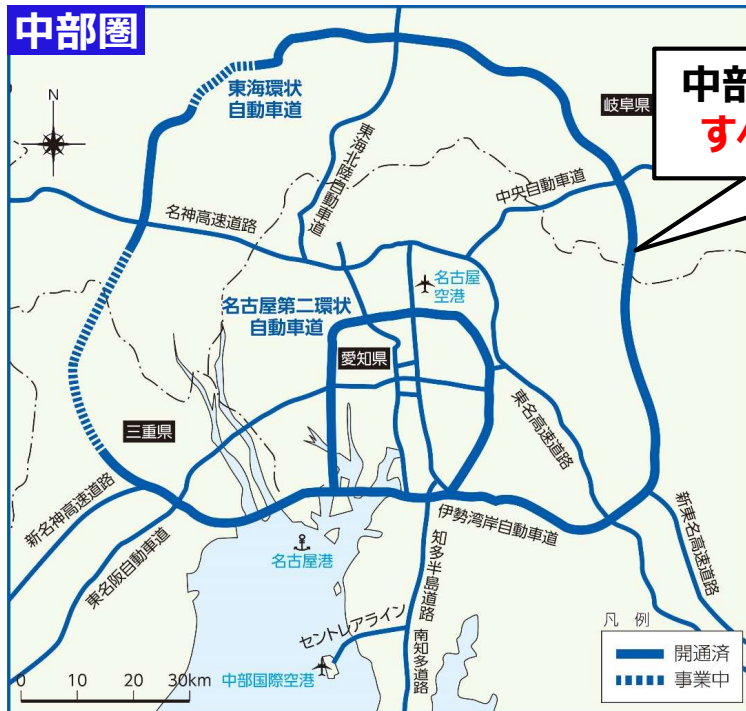 中部圏
東海環状
自動車道
岐阜県
中部
N
東海北陸自動車道
中央自動車道
名神高速道路
名古屋
空港
名古屋第二環状
自動車道
愛知県
三重県
東名高速道路
新名神高速道路
東名阪自動車道
伊勢湾岸自動車道
新東名高速道路
名古屋港
知多半島道路
セントレアライン
南知多道路
中部国際空港
凡 例
開通済
事業中
0 10 20 30km